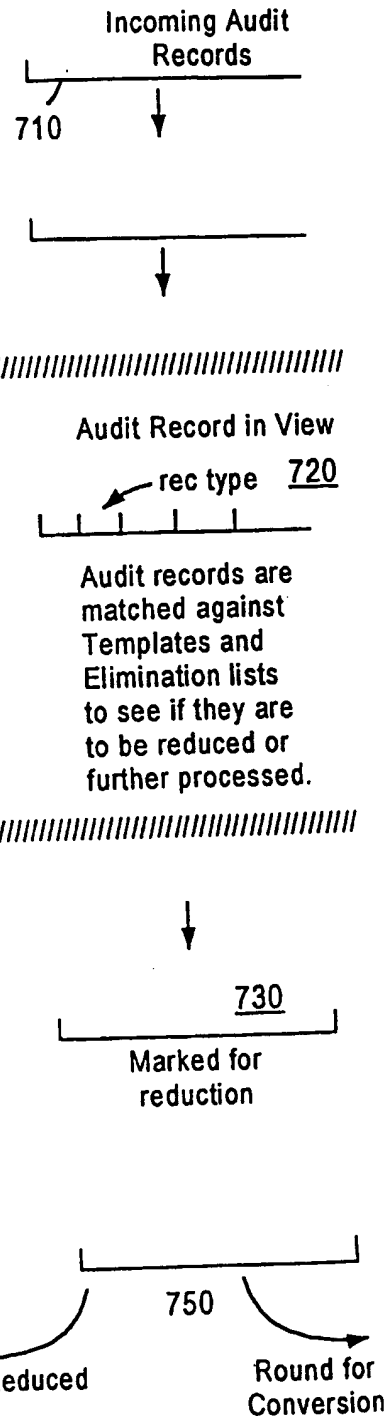 Incoming Audit
Records
710
Audit Record in View
rec type 720
Audit records are
matched against
Templates and
Elimination lists
to see if they are
to be reduced or
further processed.
730
Marked for
reduction
750
educed
Round for
Conversion